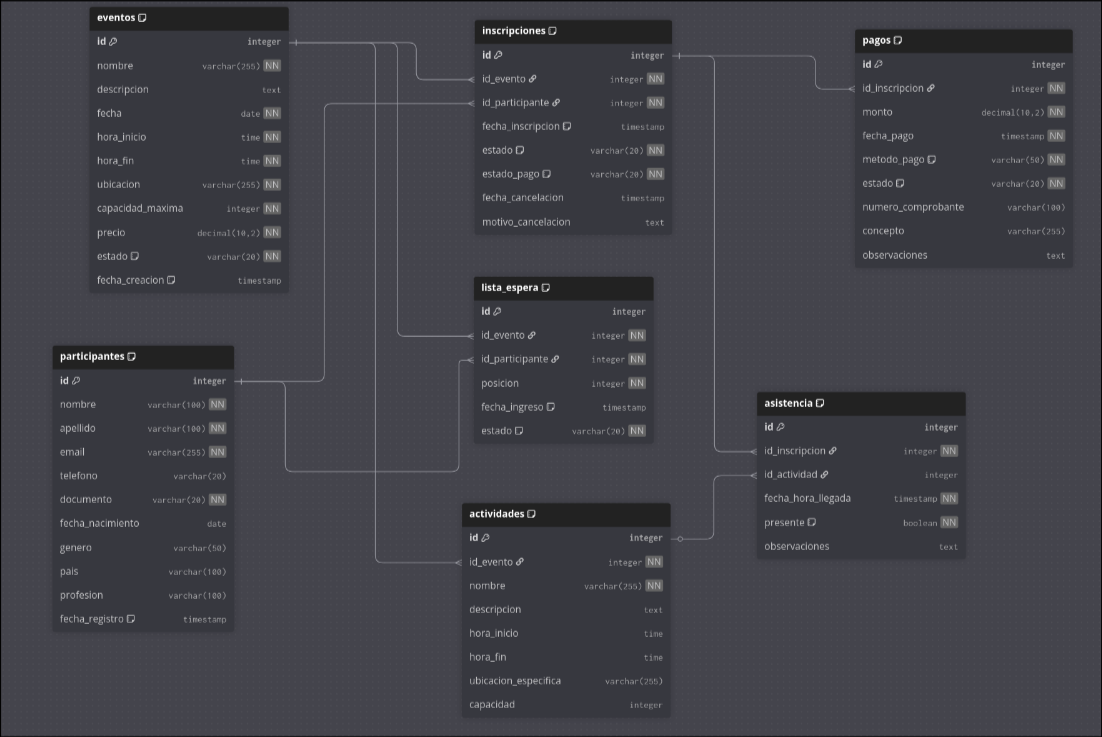 eventos
id integer
nombre varchar(255) NN
descripcion text
fecha date NN
hora_inicio time NN
hora_fin time NN
ubicacion varchar(255) NN
capacidad_maxima integer NN
precio decimal(10,2) NN
estado varchar(20) NN
fecha_creacion timestamp
participantes
id integer
nombre varchar(100) NN
apellido varchar(100) NN
email varchar(255) NN
telefono varchar(20)
documento varchar(20) NN
fecha_nacimiento date
genero varchar(50)
pais varchar(100)
profesion varchar(100)
fecha_registro timestamp
inscripciones
id integer
id_evento integer NN
id_participante integer NN
fecha_inscripcion timestamp
estado varchar(20) NN
estado_pago varchar(20) NN
fecha_cancelacion timestamp
motivo_cancelacion text
lista_espera
id integer
id_evento integer NN
id_participante integer NN
posicion integer NN
fecha_ingreso timestamp
estado varchar(20) NN
actividades
id integer
id_evento integer NN
nombre varchar(255) NN
descripcion text
hora_inicio time
hora_fin time
ubicacion_especifica varchar(255)
capacidad integer
pagos
id integer
id_inscripcion integer NN
monto decimal(10,2) NN
fecha_pago timestamp NN
metodo_pago varchar(50) NN
estado varchar(20) NN
numero_comprobante varchar(100)
concepto varchar(255)
observaciones text
asistencia
id integer
id_inscripcion integer NN
id_actividad integer
fecha_hora_llegada timestamp NN
presente boolean NN
observaciones text